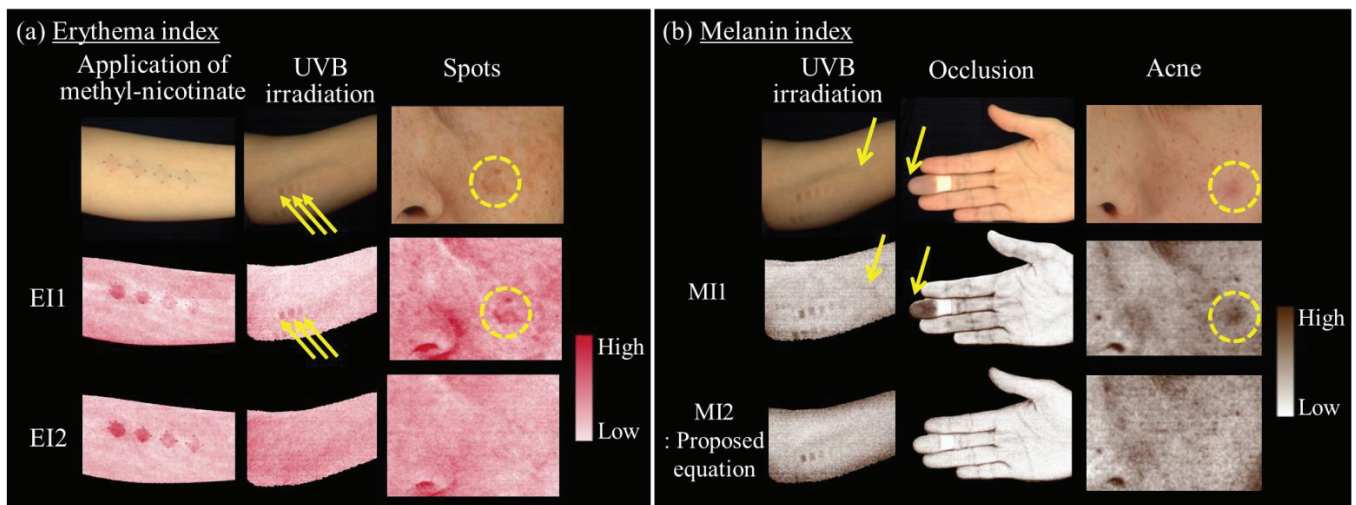 (a) Erythema index
Application of
methyl-nicotinate
UVB
irradiation
Spots
EI1
EI2
High
Low
(b) Melanin index
UVB
irradiation
Occlusion
Acne
MI1
MI2
: Proposed
equation
High
Low